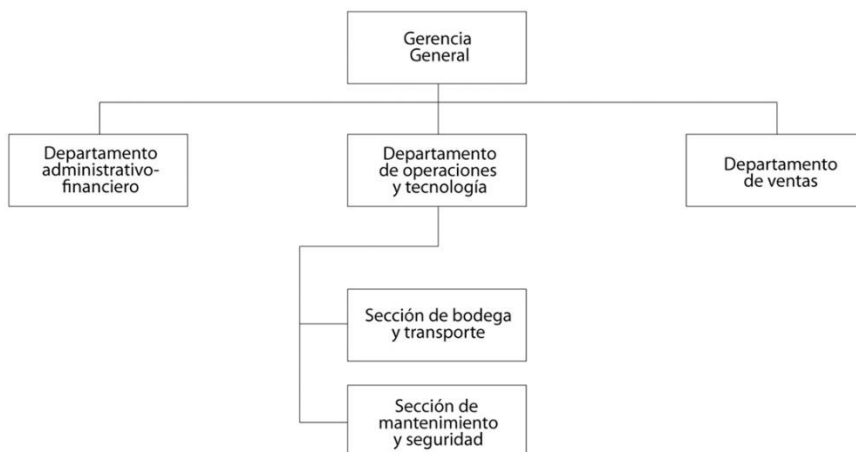 Gerencia
General
Departamento
administrativo-
financiero
Departamento
de operaciones
y tecnología
Departamento
de ventas
Sección de bodega
y transporte
Sección de
mantenimiento
y seguridad